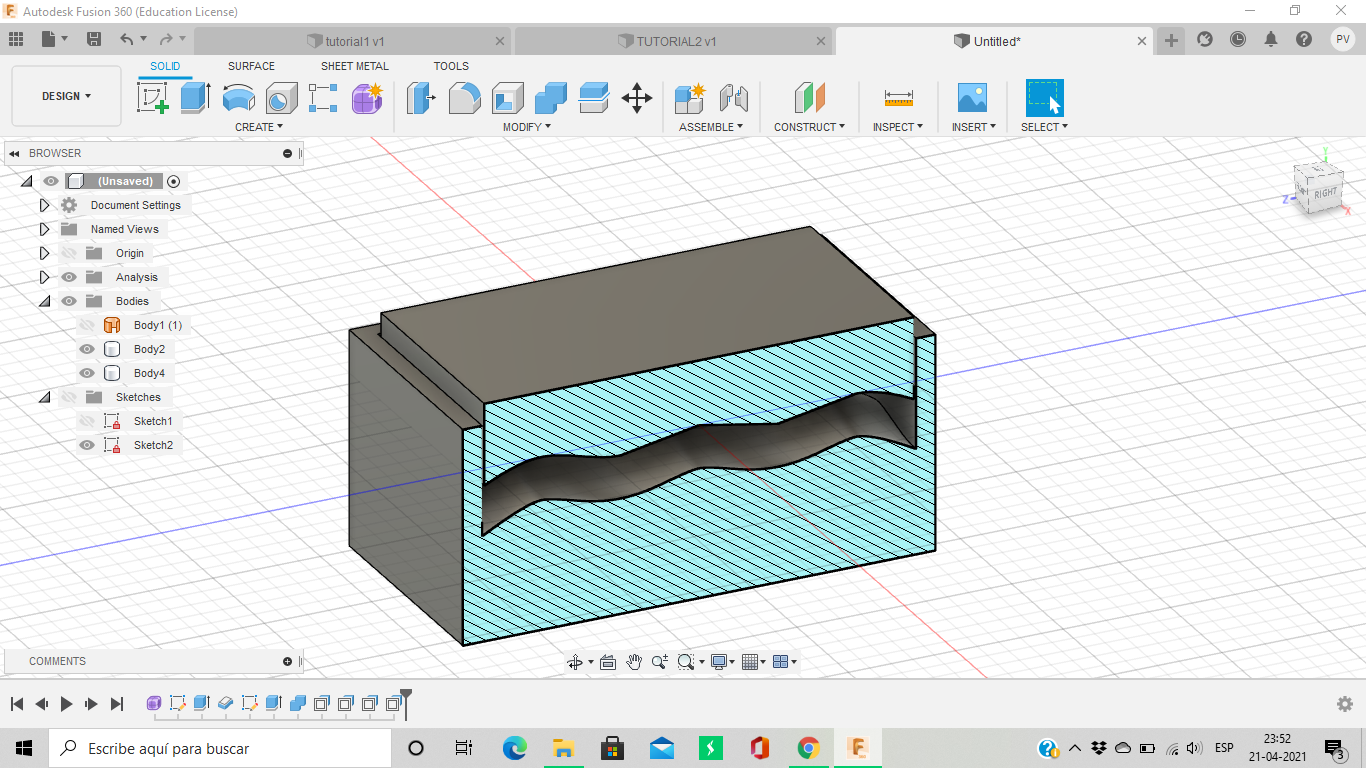 Autodesk Fusion 360 (Education License)
tutorial1 v1
TUTORIAL2 v1
Untitled*
PV
SOLID
SURFACE
SHEET METAL
TOOLS
DESIGN
CREATE
MODIFY
ASSEMBLE
CONSTRUCT
INSPECT
INSERT
SELECT
BROWSER
(Unsaved)
Document Settings
Named Views
Origin
Analysis
Bodies
Body1 (1)
Body2
Body4
Sketches
Sketch1
Sketch2
Y
RIGHT
Z
X
COMMENTS
Escribe aquí para buscar
ESP
23:52
21-04-2021
3